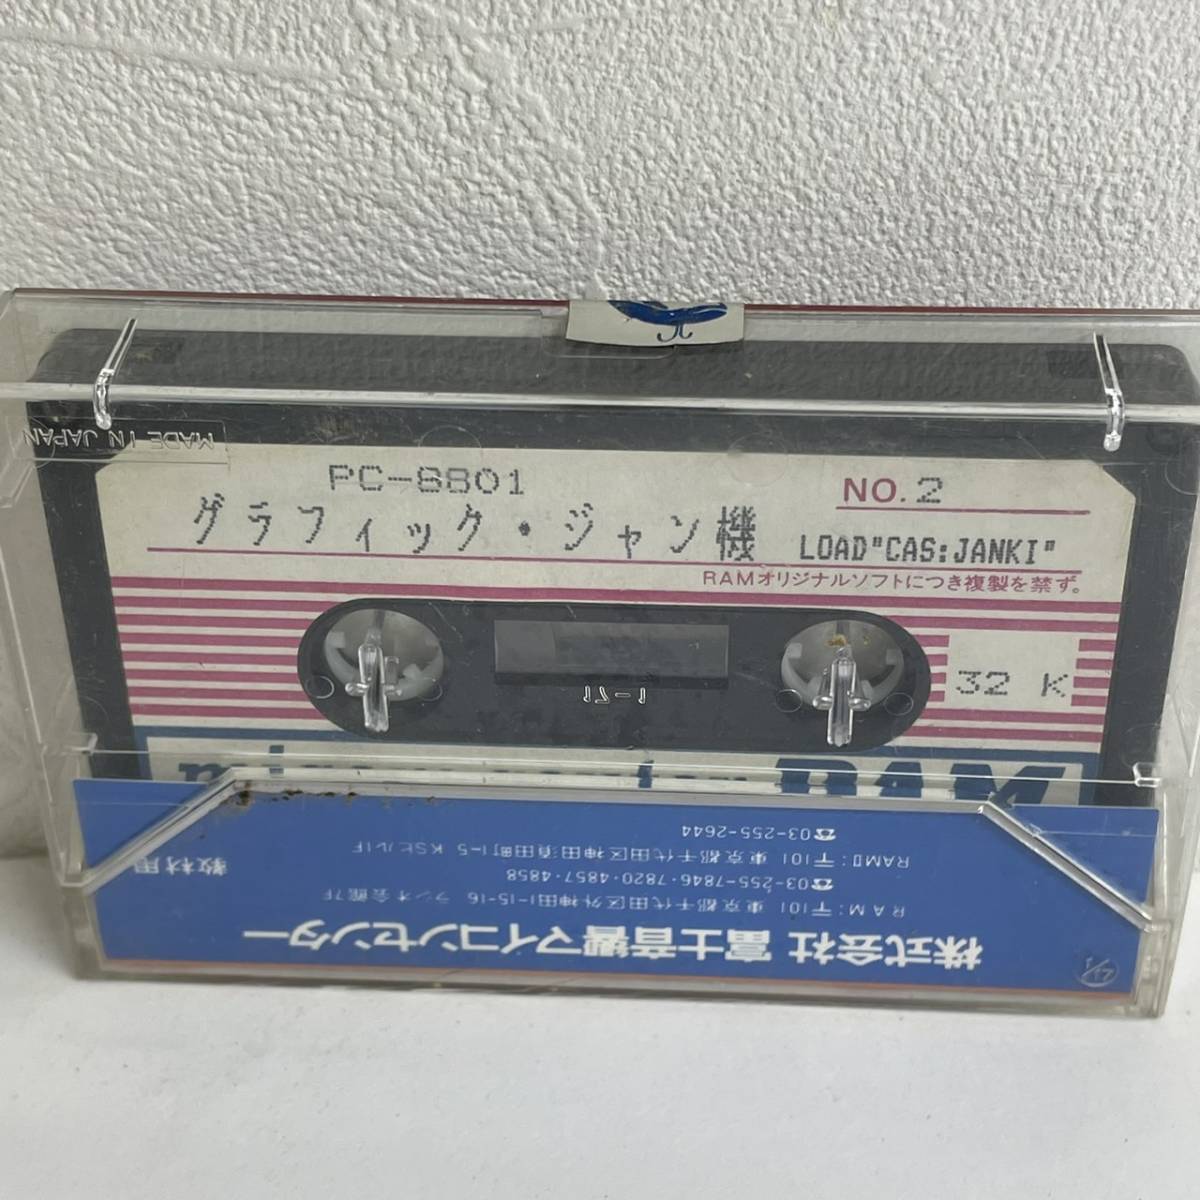 MADE IN JAPAN
PC-8801
NO. 2
グラフィック・ジャン機 LOAD"CAS:JANKI"
RAMオリジナルソフトにつき複製を禁ず。
32 K
RAM
株式会社 富士音響マイコンセンター
RAM:〒101 東京都千代田区外神田1-15-16 ラジオ会館7F
☎03-255-7846・7820・4857・4858
RAMⅡ:〒101 東京都千代田区神田須田町1-5 KSビル1F
☎03-255-2644
教材用